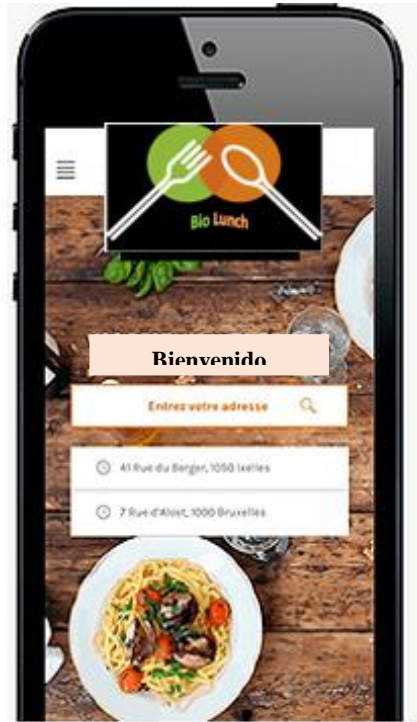 Bio Lunch
Bienvenido
Entrez votre adresse
41 Rue du Berger, 1050 Ixelles
7 Rue d'Alost, 1000 Bruxelles